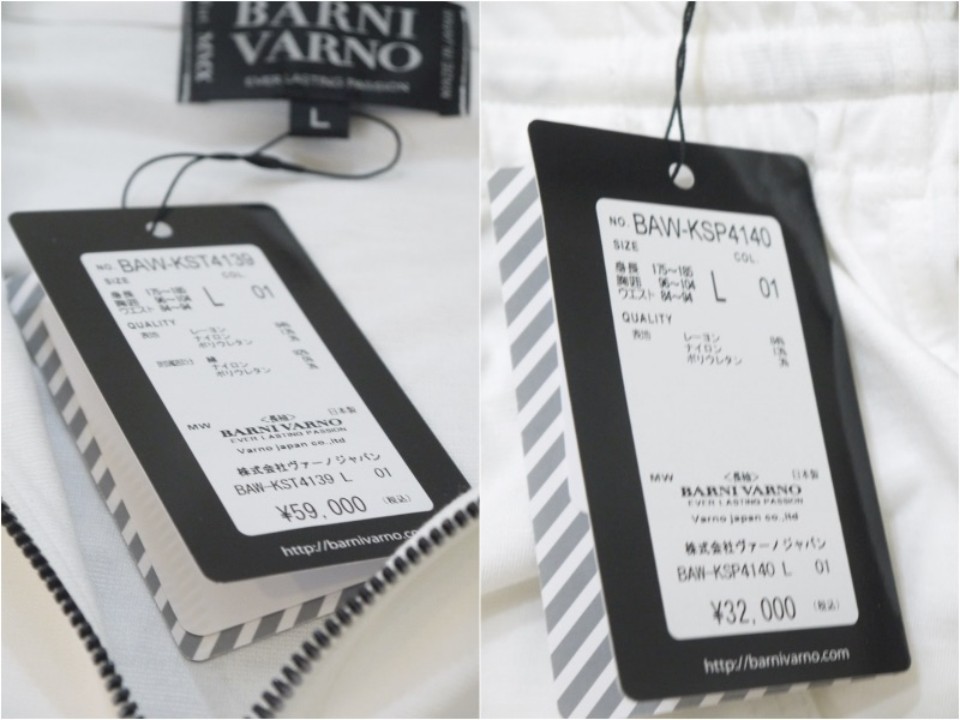 BARNI
VARNO
EVER LASTING PASSION
MMIX
L
NO. BAW-KST4139
SIZE COL.
身長 175～185
胸囲 96～104 L 01
ウエスト 84～94
QUALITY
レーヨン
ナイロン
ポリウレタン
綿
ナイロン
ポリウレタン
<長袖> 日本製
MW BARNI VARNO
EVER LASTING PASSION
Varno japan co.,ltd
株式会社ヴァーノジャパン
BAW-KST4139 L 01
¥59,000 (税込)
http://barnivarno.com
NO. BAW-KSP4140
SIZE COL.
身長 175～185
胸囲 96～104 L 01
ウエスト 84～94
QUALITY
レーヨン
ナイロン
ポリウレタン
MW <長袖> 日本製
BARNI VARNO
EVER LASTING PASSION
Varno japan co.,ltd
株式会社ヴァーノジャパン
BAW-KSP4140 L 01
¥32,000 (税込)
http://barnivarno.com